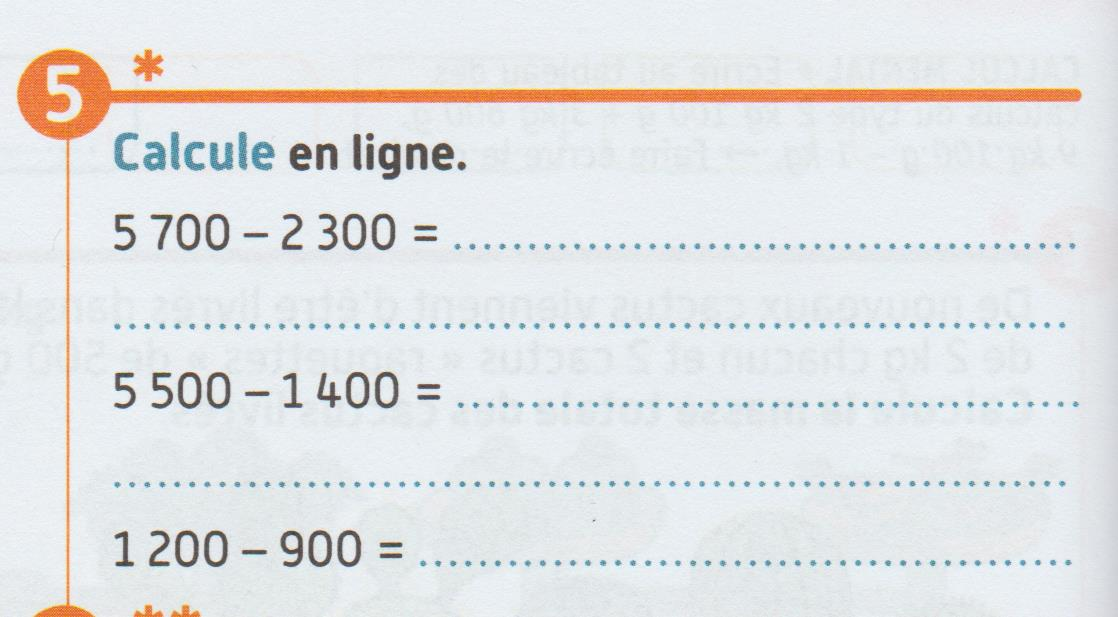 5 *
Calcule en ligne.
5 700 – 2 300 = ..........
..........
5 500 – 1 400 = ..........
..........
1 200 – 900 = ..........
**